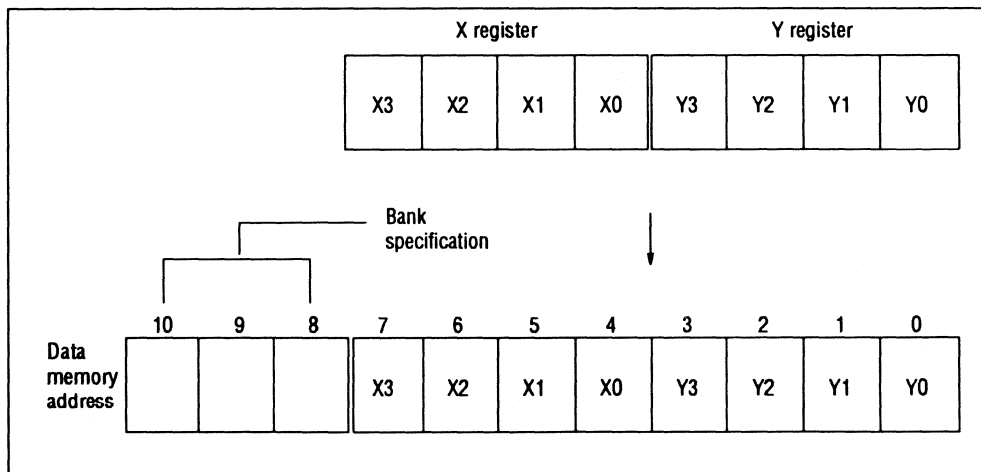 X register Y register
X3 X2 X1 X0 Y3 Y2 Y1 Y0
Bank
specification
10 9 8 7 6 5 4 3 2 1 0
Data
memory
address
X3 X2 X1 X0 Y3 Y2 Y1 Y0